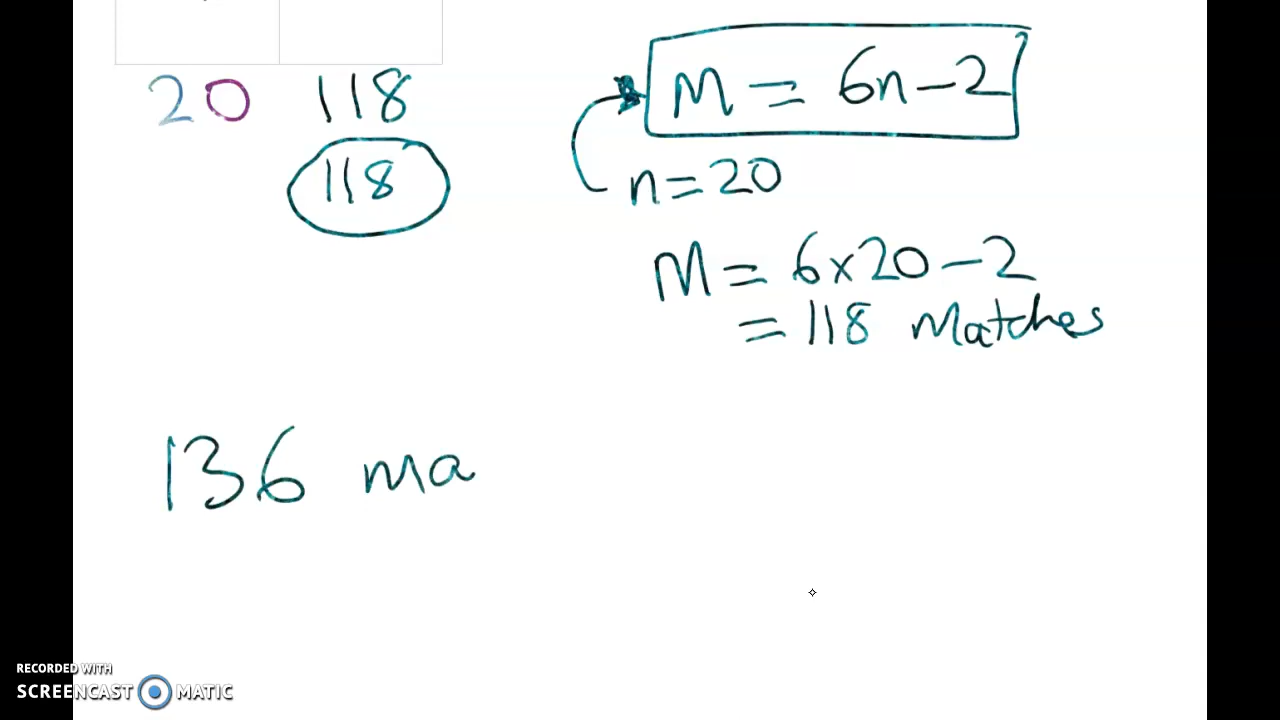 20 118
118
M = 6n - 2
n = 20
M = 6x20 - 2
= 118 Matches
136 ma
RECORDED WITH
SCREENCAST MATIC